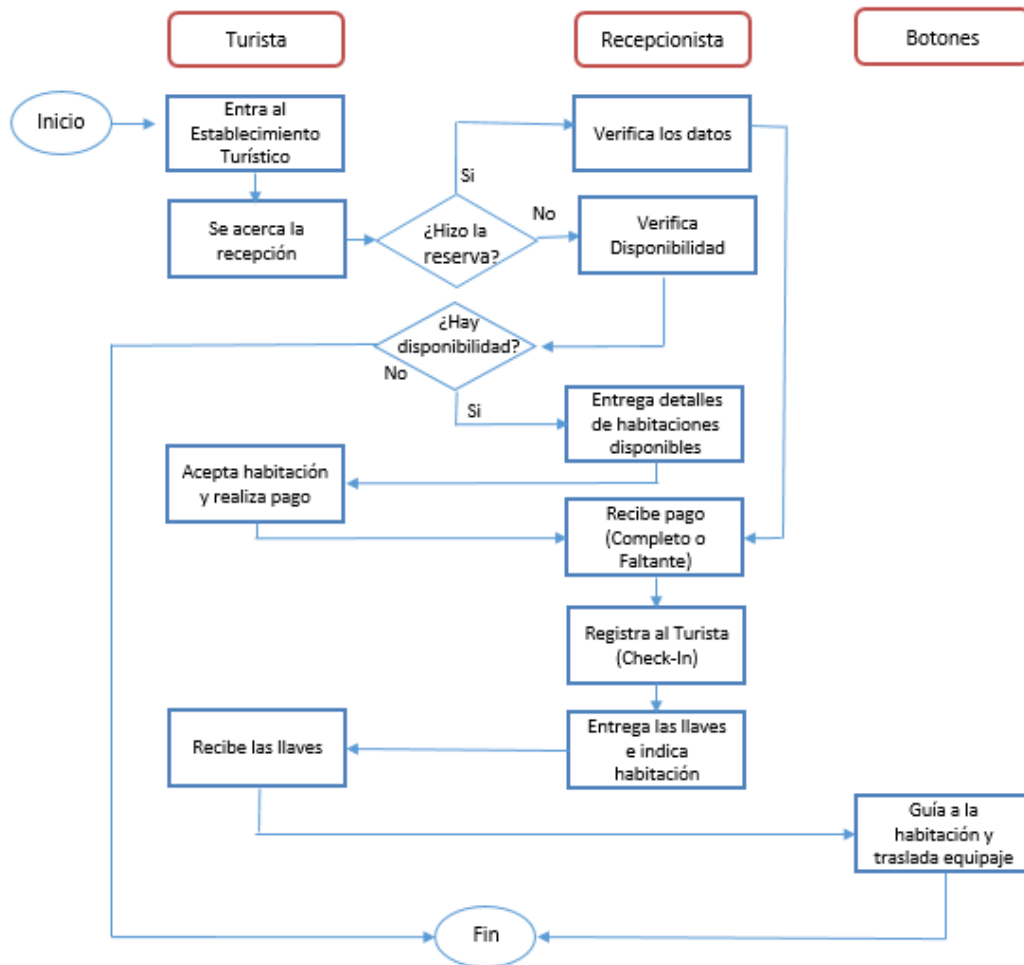 Turista
Recepcionista
Botones
Inicio
Entra al
Establecimiento
Turístico
Verifica los datos
Si
Se acerca la
recepción
¿Hizo la
reserva?
No
Verifica
Disponibilidad
¿Hay
disponibilidad?
No
Si
Entrega detalles
de habitaciones
disponibles
Acepta habitación
y realiza pago
Recibe pago
(Completo o
Faltante)
Registra al Turista
(Check-In)
Entrega las llaves
e indica
habitación
Recibe las llaves
Guía a la
habitación y
traslada equipaje
Fin